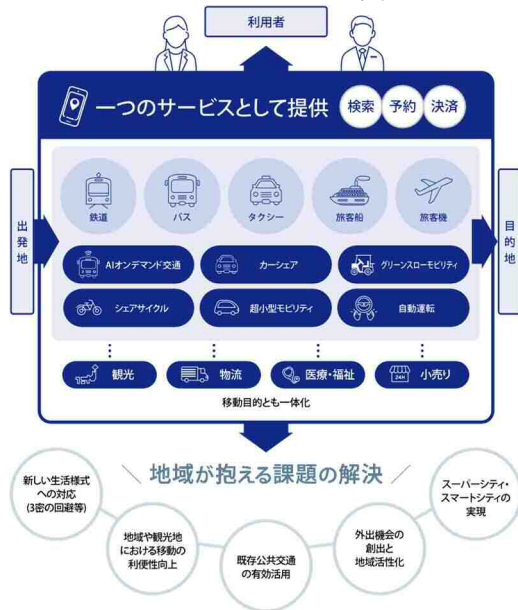 利用者
一つのサービスとして提供
検索
予約
決済
出発地
目的地
鉄道
バス
タクシー
旅客船
旅客機
AIオンデマンド交通
カーシェア
グリーンスローモビリティ
シェアサイクル
超小型モビリティ
自動運転
観光
物流
医療・福祉
24H
小売り
移動目的とも一体化
地域が抱える課題の解決
新しい生活様式
への対応
(3密の回避等)
地域や観光地
における移動の
利便性向上
既存公共交通
の有効活用
外出機会の
創出と
地域活性化
スーパーシティ・
スマートシティの
実現